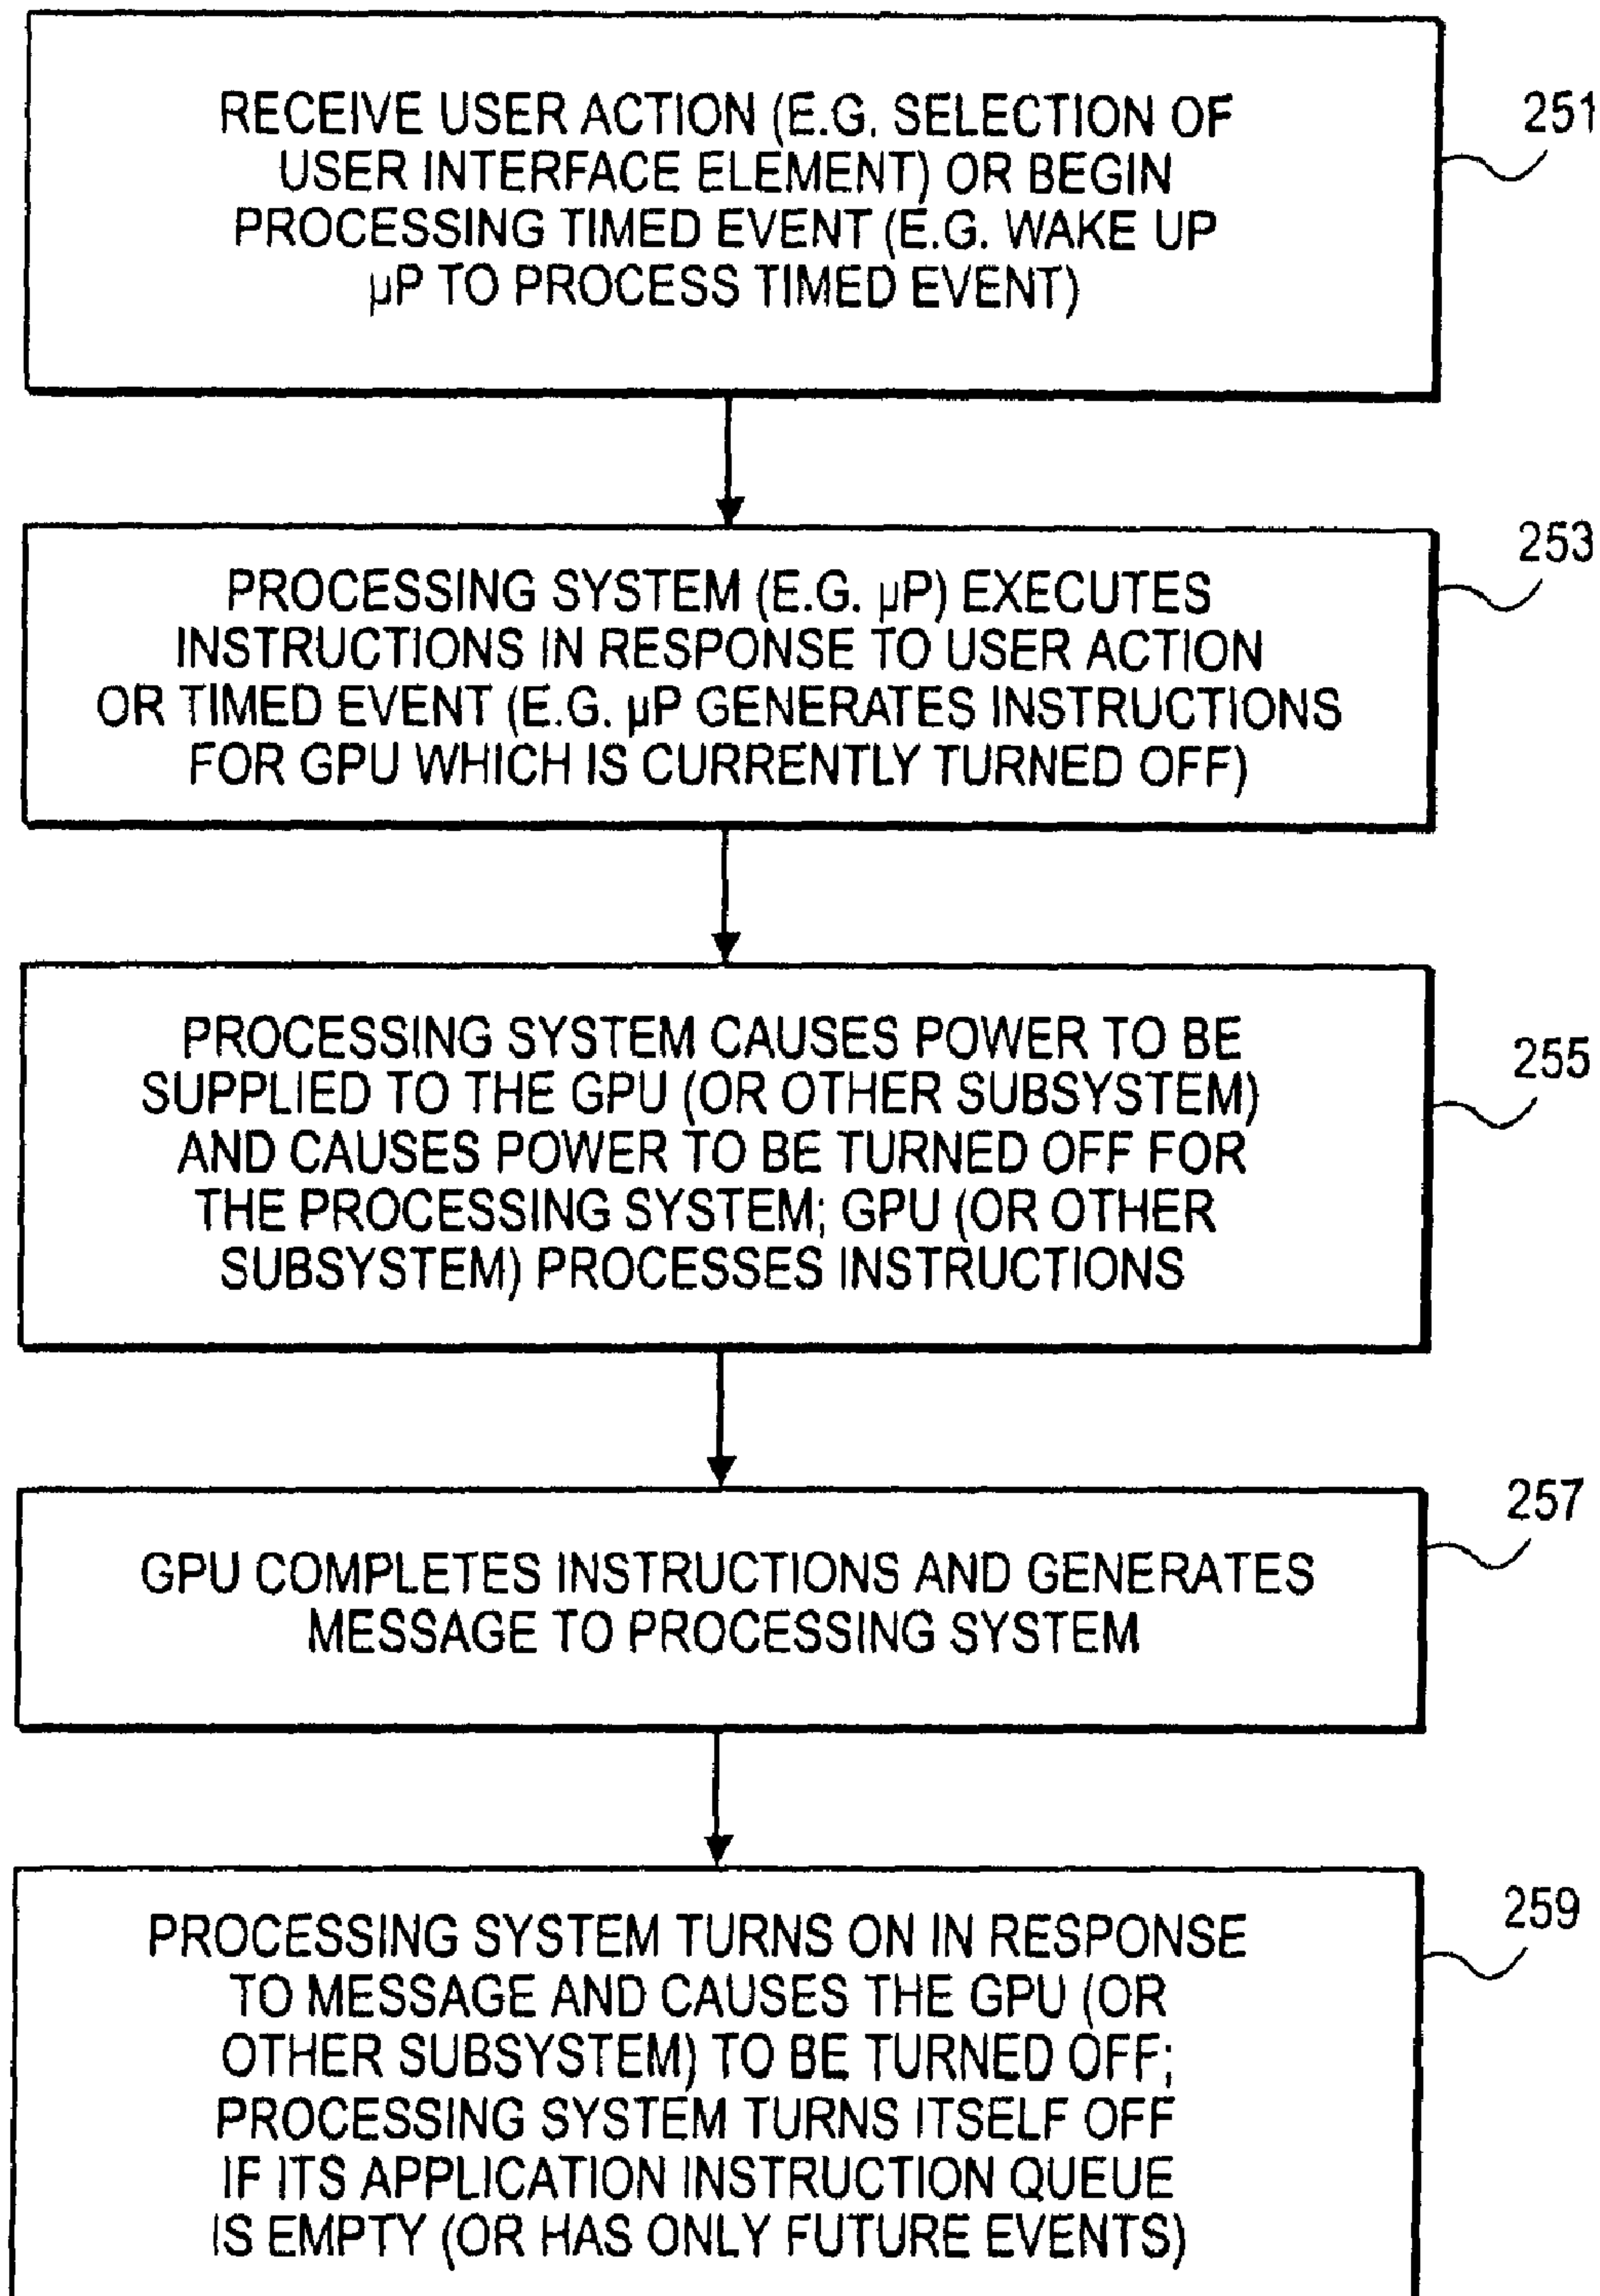 RECEIVE USER ACTION (E.G. SELECTION OF
USER INTERFACE ELEMENT) OR BEGIN
PROCESSING TIMED EVENT (E.G. WAKE UP
µP TO PROCESS TIMED EVENT)
251
PROCESSING SYSTEM (E.G. µP) EXECUTES
INSTRUCTIONS IN RESPONSE TO USER ACTION
OR TIMED EVENT (E.G. µP GENERATES INSTRUCTIONS
FOR GPU WHICH IS CURRENTLY TURNED OFF)
253
PROCESSING SYSTEM CAUSES POWER TO BE
SUPPLIED TO THE GPU (OR OTHER SUBSYSTEM)
AND CAUSES POWER TO BE TURNED OFF FOR
THE PROCESSING SYSTEM; GPU (OR OTHER
SUBSYSTEM) PROCESSES INSTRUCTIONS
255
GPU COMPLETES INSTRUCTIONS AND GENERATES
MESSAGE TO PROCESSING SYSTEM
257
PROCESSING SYSTEM TURNS ON IN RESPONSE
TO MESSAGE AND CAUSES THE GPU (OR
OTHER SUBSYSTEM) TO BE TURNED OFF;
PROCESSING SYSTEM TURNS ITSELF OFF
IF ITS APPLICATION INSTRUCTION QUEUE
IS EMPTY (OR HAS ONLY FUTURE EVENTS)
259